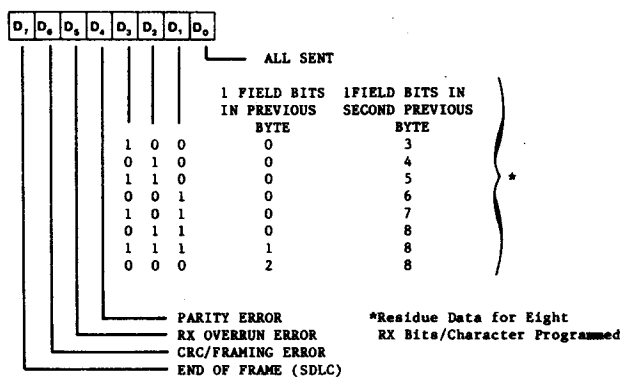 D7 D6 D5 D4 D3 D2 D1 D0
ALL SENT
1 FIELD BITS 1FIELD BITS IN
IN PREVIOUS SECOND PREVIOUS
BYTE BYTE
1 0 0 0 3
0 1 0 0 4
1 1 0 0 5
0 0 1 0 6
1 0 1 0 7
0 1 1 0 8
1 1 1 1 8
0 0 0 2 8
*
PARITY ERROR *Residue Data for Eight
RX OVERRUN ERROR RX Bits/Character Programmed
CRC/FRAMING ERROR
END OF FRAME (SDLC)